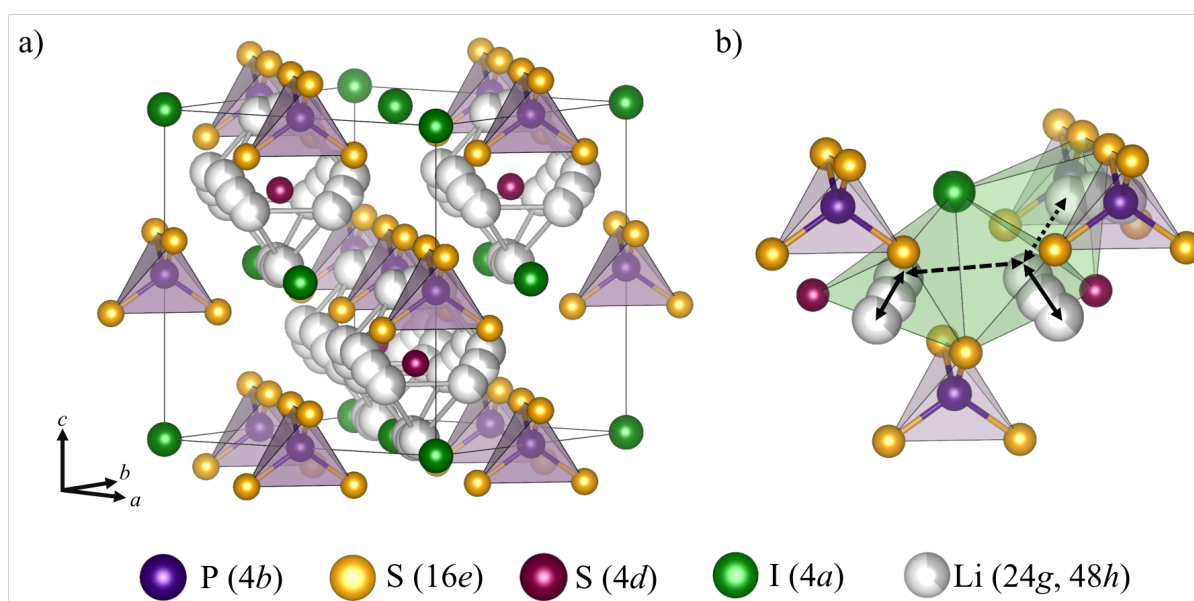 a)
b)
c
b
a
P (4b)
S (16e)
S (4d)
I (4a)
Li (24g, 48h)